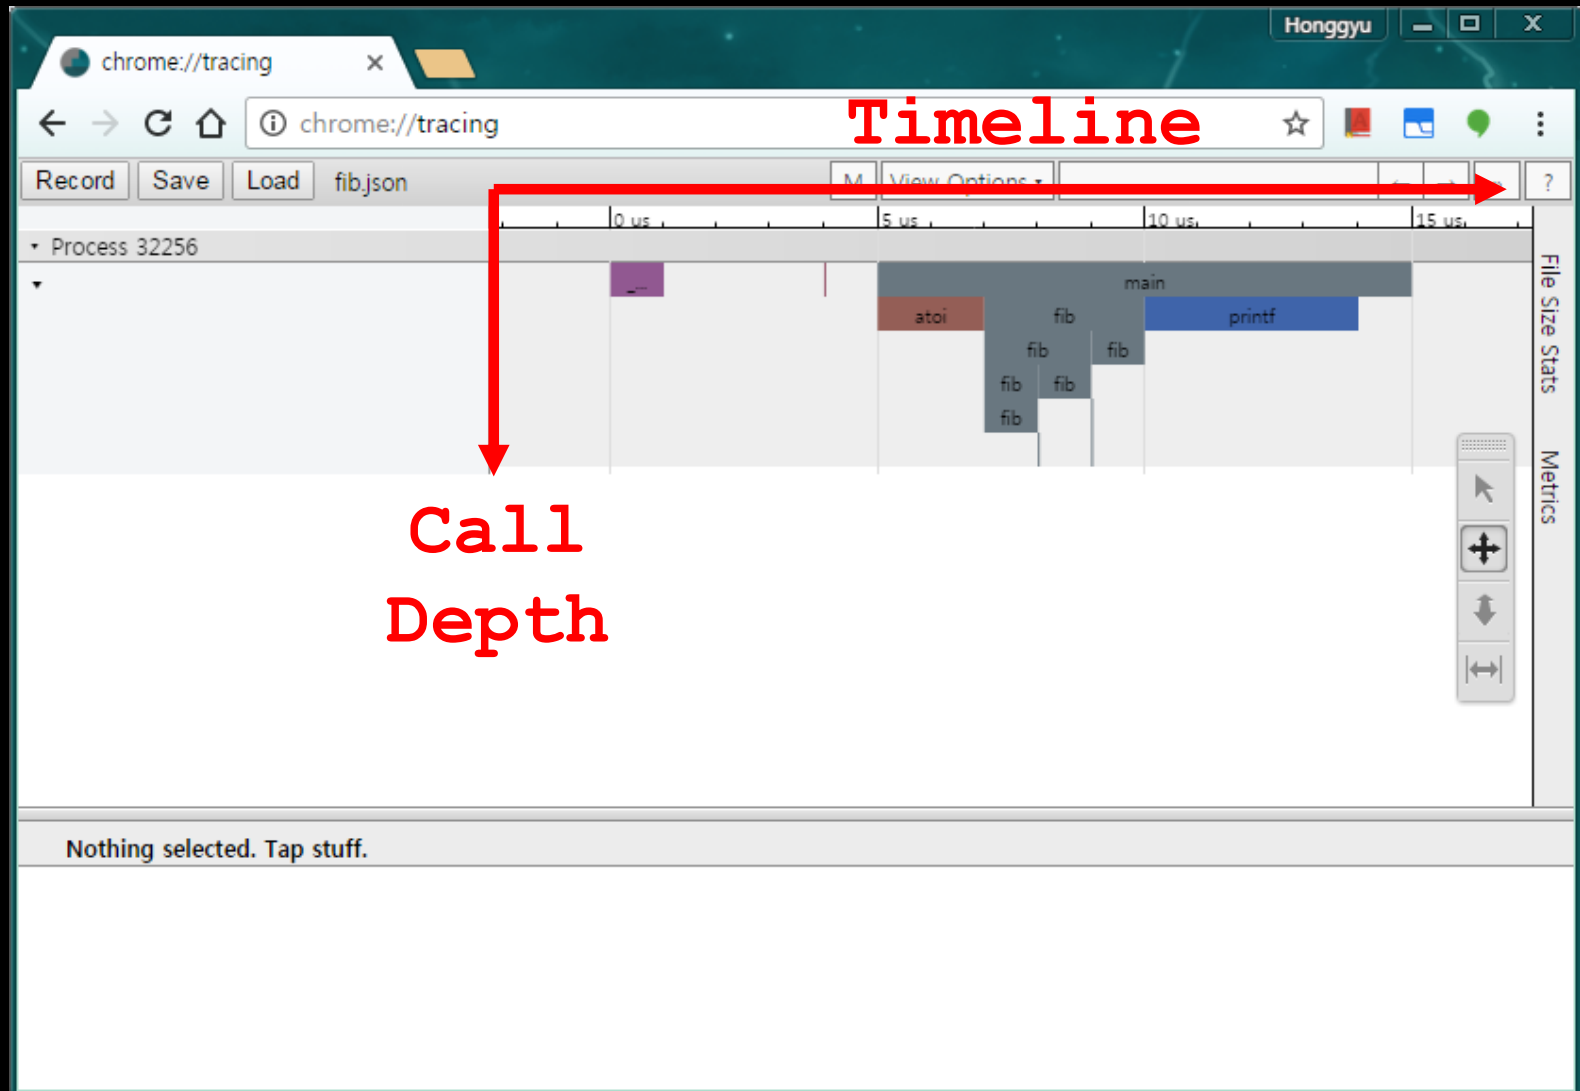 Honggyu
chrome://tracing
chrome://tracing
Timeline
Record Save Load fib.json M View Options ?
0 us 5 us 10 us 15 us
Process 32256
_... main
atoi fib printf
fib fib
fib fib
fib
File Size Stats
Metrics
Call
Depth
Nothing selected. Tap stuff.